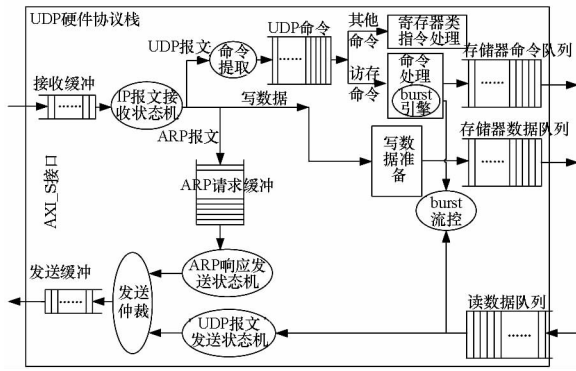 UDP硬件协议栈
UDP报文
命令
提取
UDP命令
其他
命令
寄存器类
指令处理
访存
命令
命令
处理
burst
引擎
存储器命令队列
接收缓冲
IP报文接
收状态机
写数据
ARP报文
写数
据准
备
存储器数据队列
ARP请求缓冲
AXI_S接口
burst
流控
发送缓冲
发送
仲裁
ARP响应发
送状态机
UDP报文
发送状态机
读数据队列